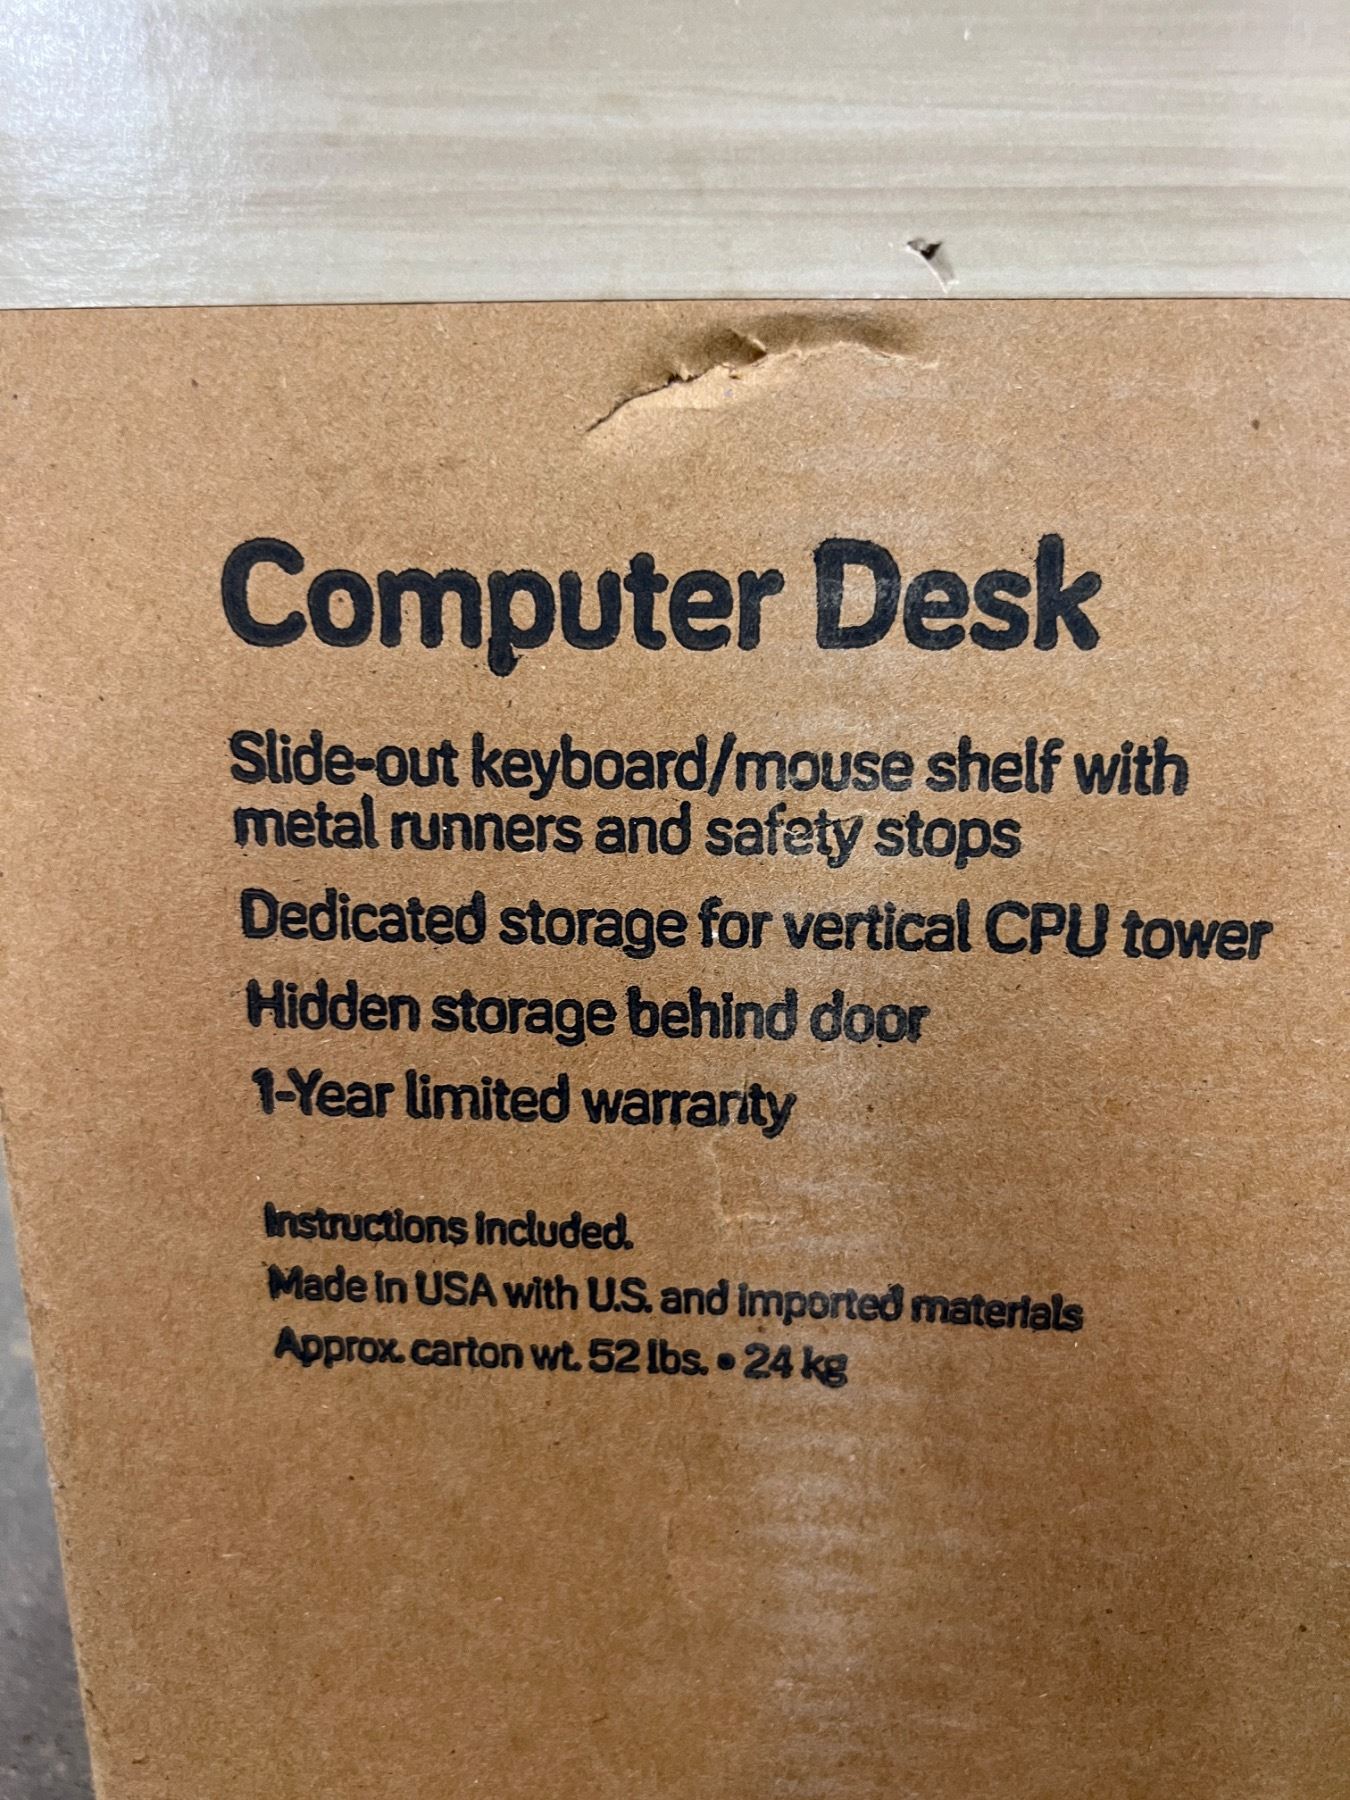 Computer Desk
Slide-out keyboard/mouse shelf with
metal runners and safety stops
Dedicated storage for vertical CPU tower
Hidden storage behind door
1-Year limited warranty
Instructions included.
Made in USA with U.S. and imported materials
Approx. carton wt. 52 lbs. • 24 kg